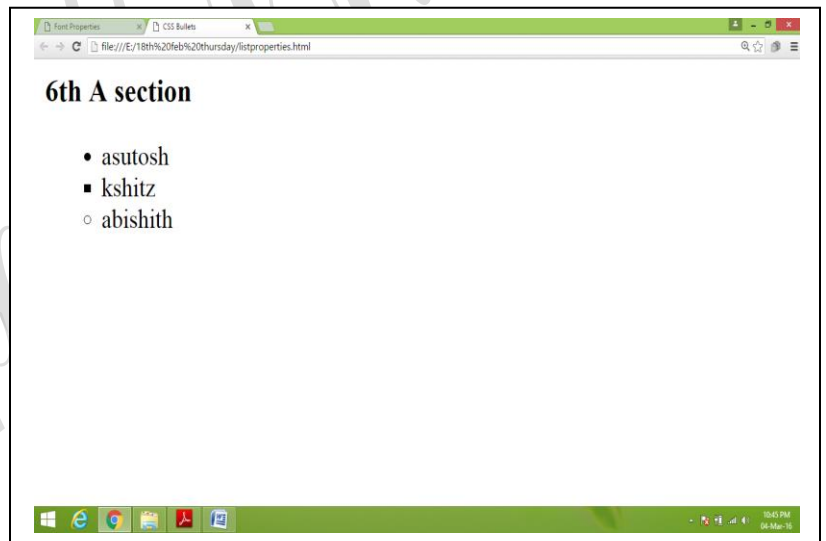 Font Properties
CSS Bullets
file:///E:/18th%20feb%20thursday/listproperties.html
6th A section
asutosh
kshitz
abishith
10:45 PM
04-Mar-16